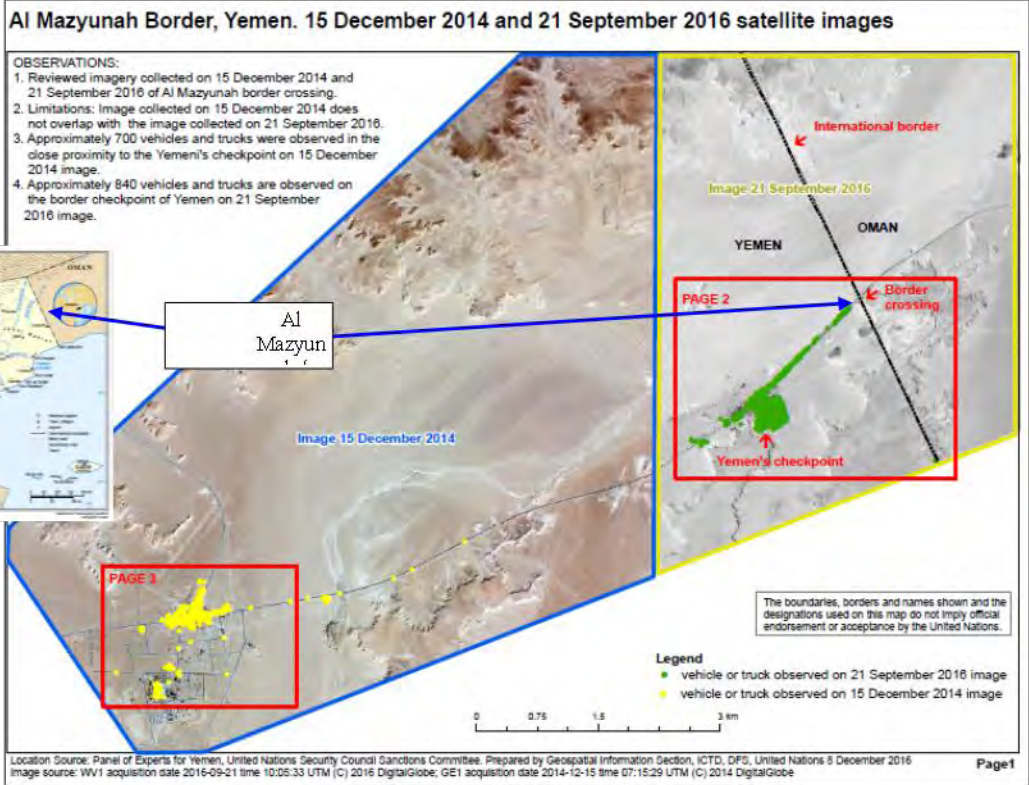 Al Mazyunah Border, Yemen. 15 December 2014 and 21 September 2016 satellite images
OBSERVATIONS:
1. Reviewed imagery collected on 15 December 2014 and
21 September 2016 of Al Mazyunah border crossing.
2. Limitations: Image collected on 15 December 2014 does
not overlap with the image collected on 21 September 2016.
3. Approximately 700 vehicles and trucks were observed in the
close proximity to the Yemeni's checkpoint on 15 December
2014 image.
4. Approximately 840 vehicles and trucks are observed on
the border checkpoint of Yemen on 21 September
2016 image.
International border
Image 21 September 2016
OMAN
YEMEN
OMAN
PAGE 2
Border
crossing
Al
Mazyun
Image 15 December 2014
Yemen's checkpoint
PAGE 3
The boundaries, borders and names shown and the
designations used on this map do not imply official
endorsement or acceptance by the United Nations.
Legend
vehicle or truck observed on 21 September 2016 image
vehicle or truck observed on 15 December 2014 image
0 0.75 1.5 3 km
Location Source: Panel of Experts for Yemen, United Nations Security Council Sanctions Committee. Prepared by Geospatial Information Section, ICTD, DFS, United Nations 8 December 2016
Image source: WV1 acquisition date 2016-09-21 time 10:05:33 UTM (C) 2016 DigitalGlobe; GE1 acquisition date 2014-12-15 time 07:15:29 UTM (C) 2014 DigitalGlobe
Page1